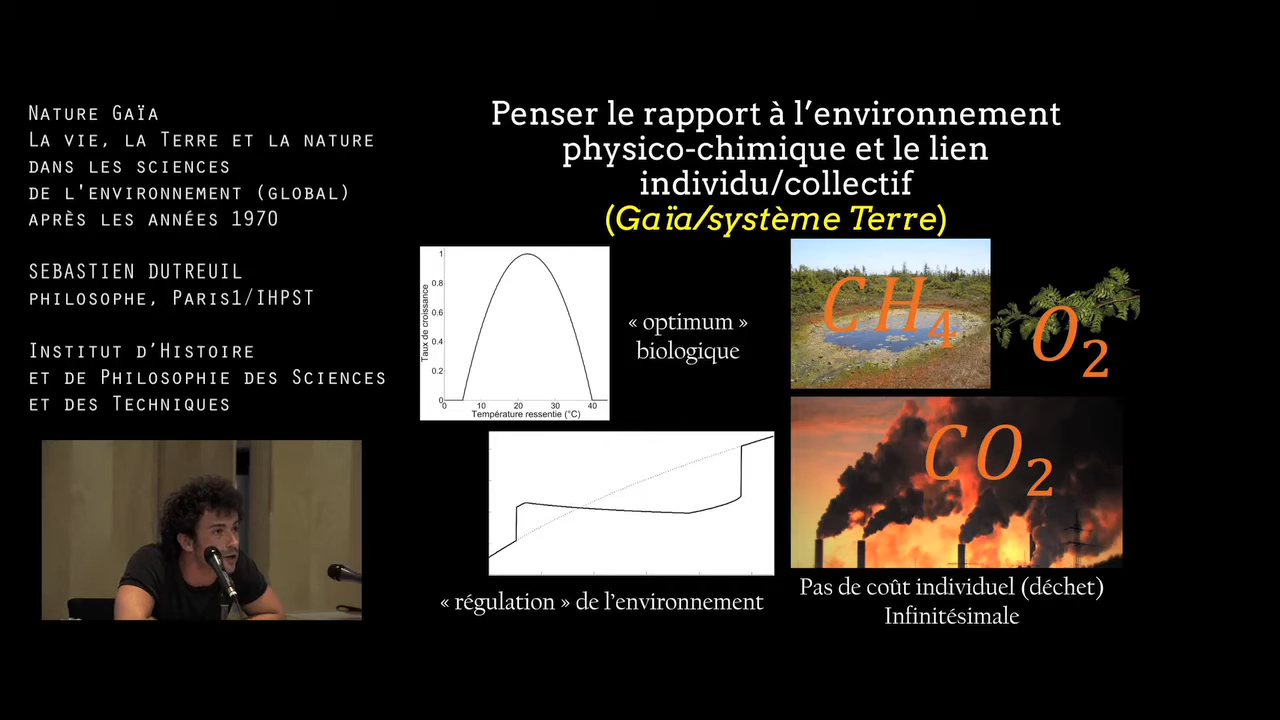 Nature Gaïa
La vie, la Terre et la nature
dans les sciences
de l'environnement (global)
après les années 1970
SEBASTIEN DUTREUIL
philosophe, Paris1/IHPST
Institut d'Histoire
et de Philosophie des Sciences
et des Techniques
Penser le rapport à l'environnement
physico-chimique et le lien
individu/collectif
(Gaïa/système Terre)
Taux de croissance
1
0.8
0.6
0.4
0.2
0
0 10 20 30 40
Température ressentie (°C)
« optimum »
biologique
CH4
O2
CO2
« régulation » de l'environnement
Pas de coût individuel (déchet)
Infinitésimale